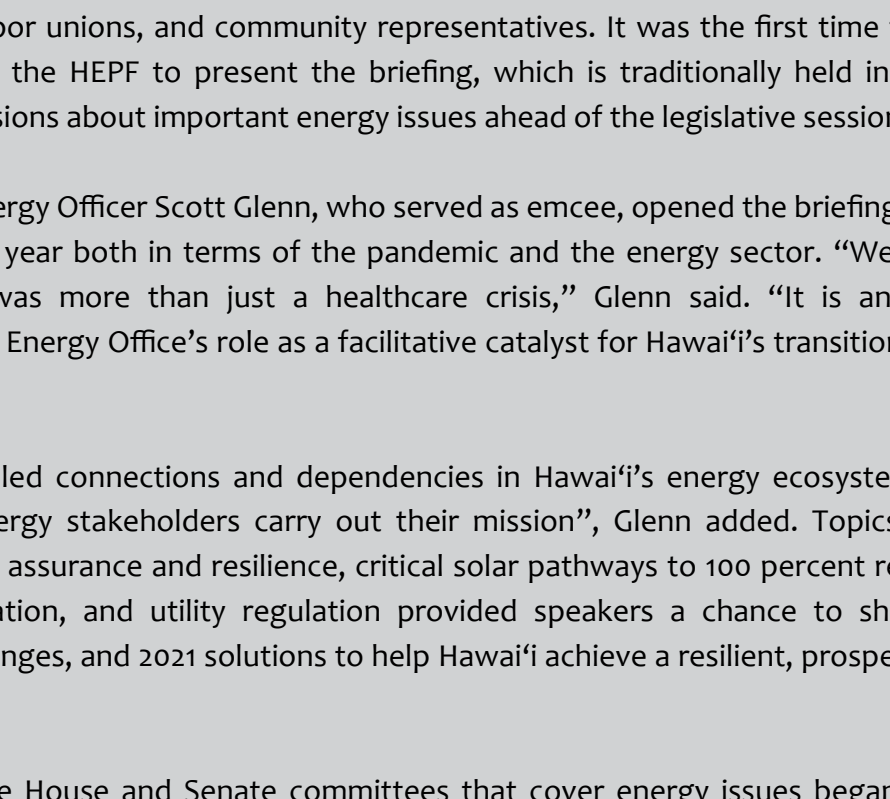 bor unions, and community representatives. It was the first time
the HEPF to present the briefing, which is traditionally held in
sions about important energy issues ahead of the legislative session
ergy Officer Scott Glenn, who served as emcee, opened the briefing
year both in terms of the pandemic and the energy sector. “We
was more than just a healthcare crisis,” Glenn said. “It is an
Energy Office’s role as a facilitative catalyst for Hawai‘i’s transition
led connections and dependencies in Hawai‘i’s energy ecosyste
ergy stakeholders carry out their mission”, Glenn added. Topics
assurance and resilience, critical solar pathways to 100 percent re
ation, and utility regulation provided speakers a chance to sh
nges, and 2021 solutions to help Hawai‘i achieve a resilient, prospe
e House and Senate committees that cover energy issues began